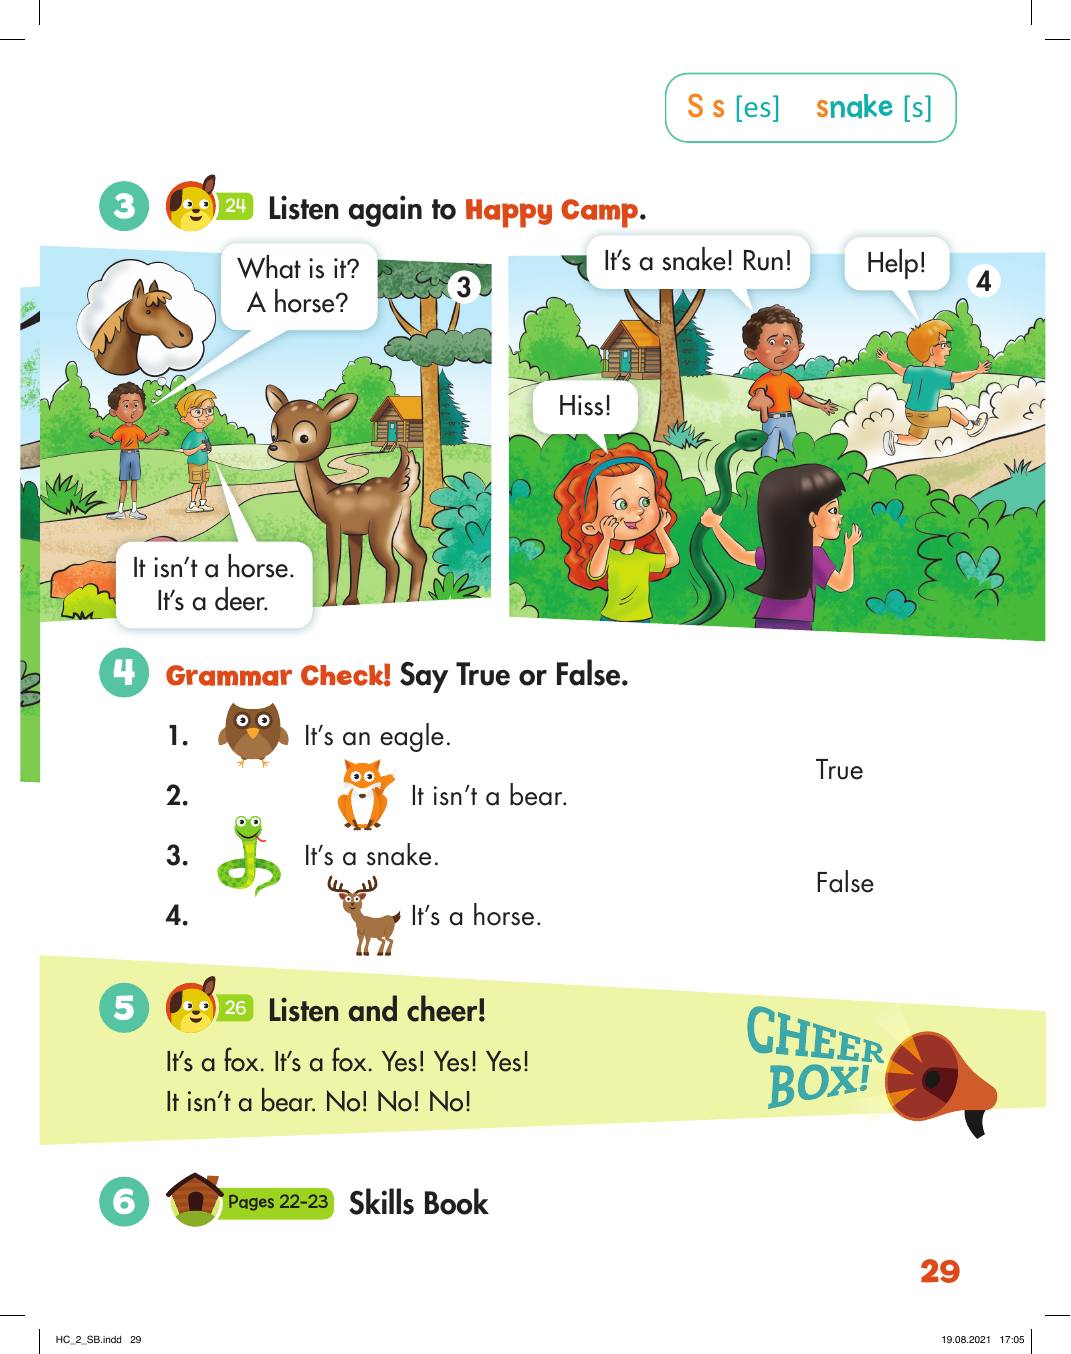 S s [es] snake [s]
3 24 Listen again to Happy Camp.
What is it?
A horse?
3
It isn't a horse.
It's a deer.
It's a snake! Run!
Help!
4
Hiss!
4 Grammar Check! Say True or False.
1. It's an eagle.
True
2. It isn't a bear.
3. It's a snake.
False
4. It's a horse.
5 26 Listen and cheer!
It's a fox. It's a fox. Yes! Yes! Yes!
It isn't a bear. No! No! No!
CHEER
BOX!
6 Pages 22-23 Skills Book
29
HC_2_SB.indd 29
19.08.2021 17:05